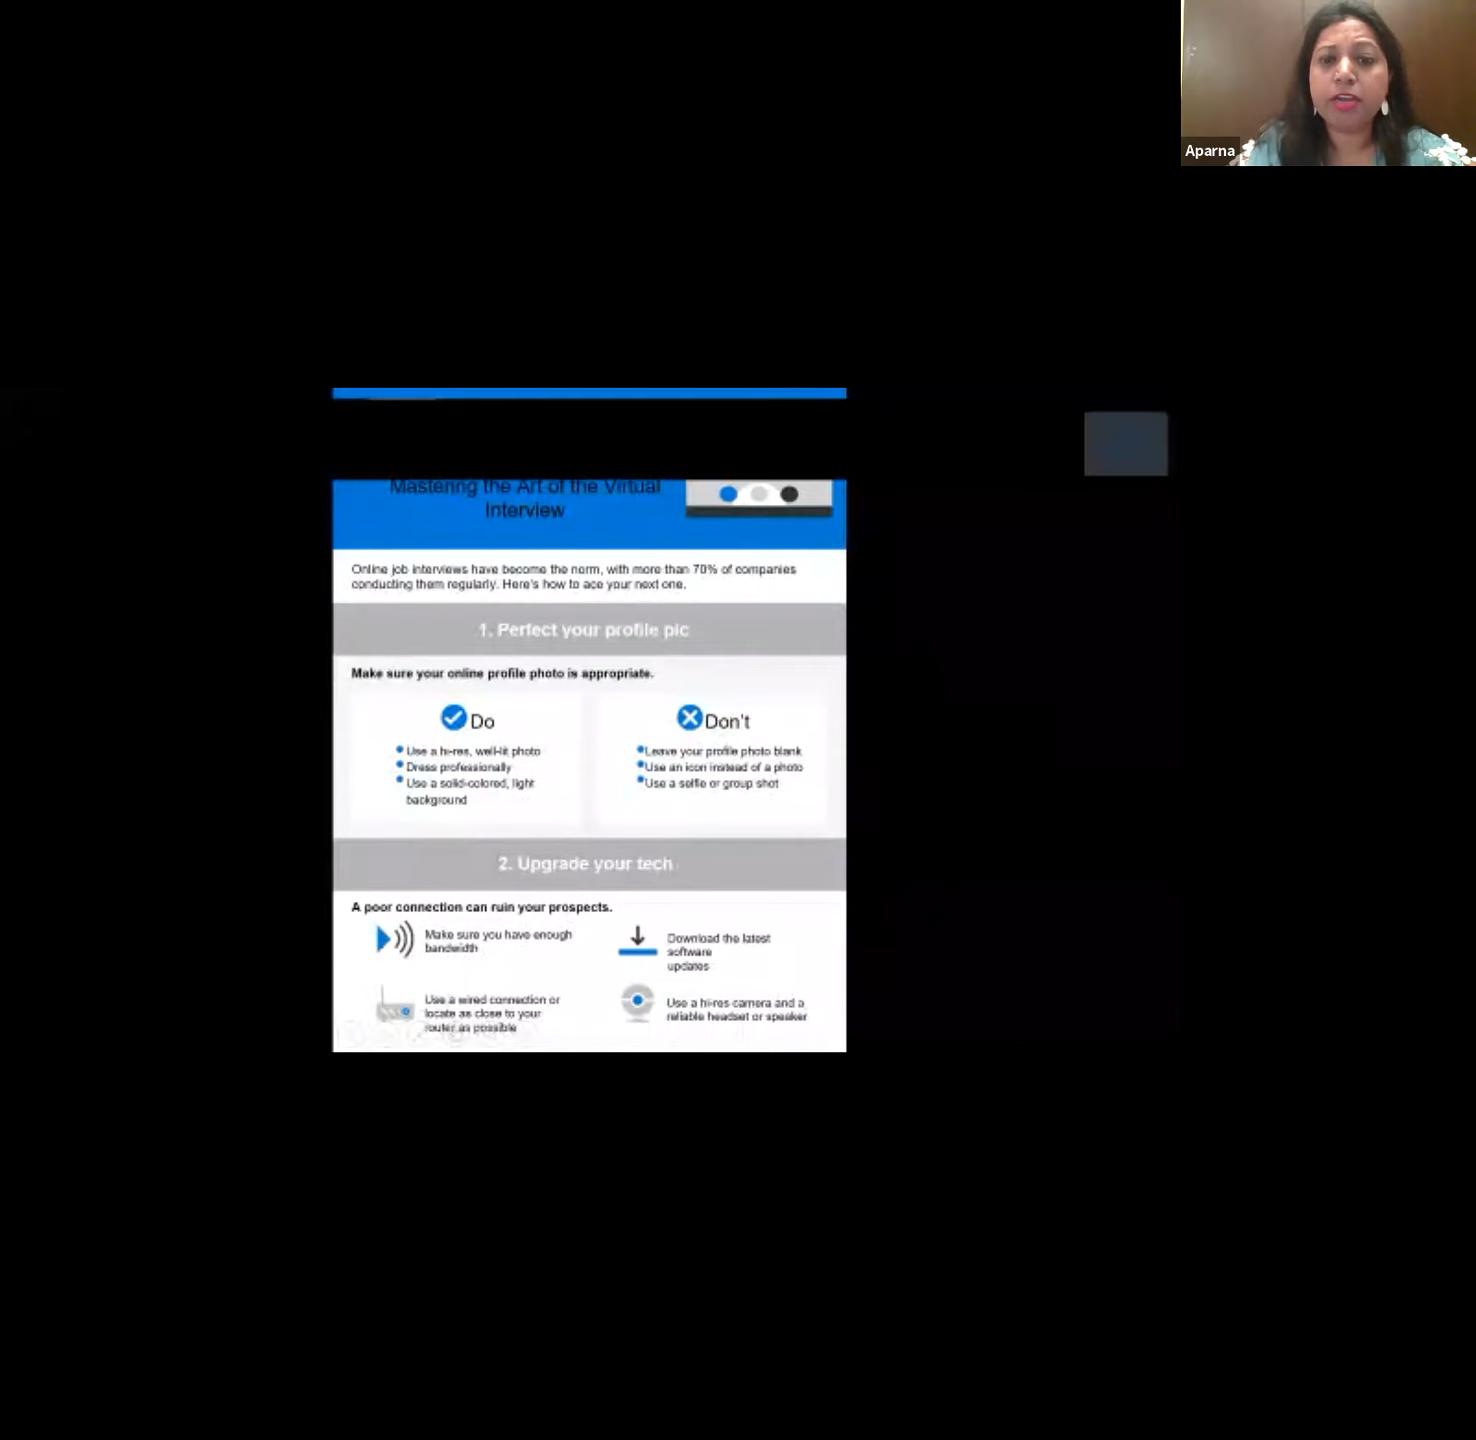 Aparna
Mastering the Art of the Virtual
Interview
Online job interviews have become the norm, with more than 70% of companies
conducting them regularly. Here's how to ace your next one.
1. Perfect your profile pic
Make sure your online profile photo is appropriate.
Do
Use a hi-res, well-lit photo
Dress professionally
Use a solid-colored, light
background
Don't
Leave your profile photo blank
Use an icon instead of a photo
Use a selfie or group shot
2. Upgrade your tech
A poor connection can ruin your prospects.
Make sure you have enough
bandwidth
Download the latest
software
updates
Use a wired connection or
locate as close to your
router as possible
Use a hi-res camera and a
reliable headset or speaker